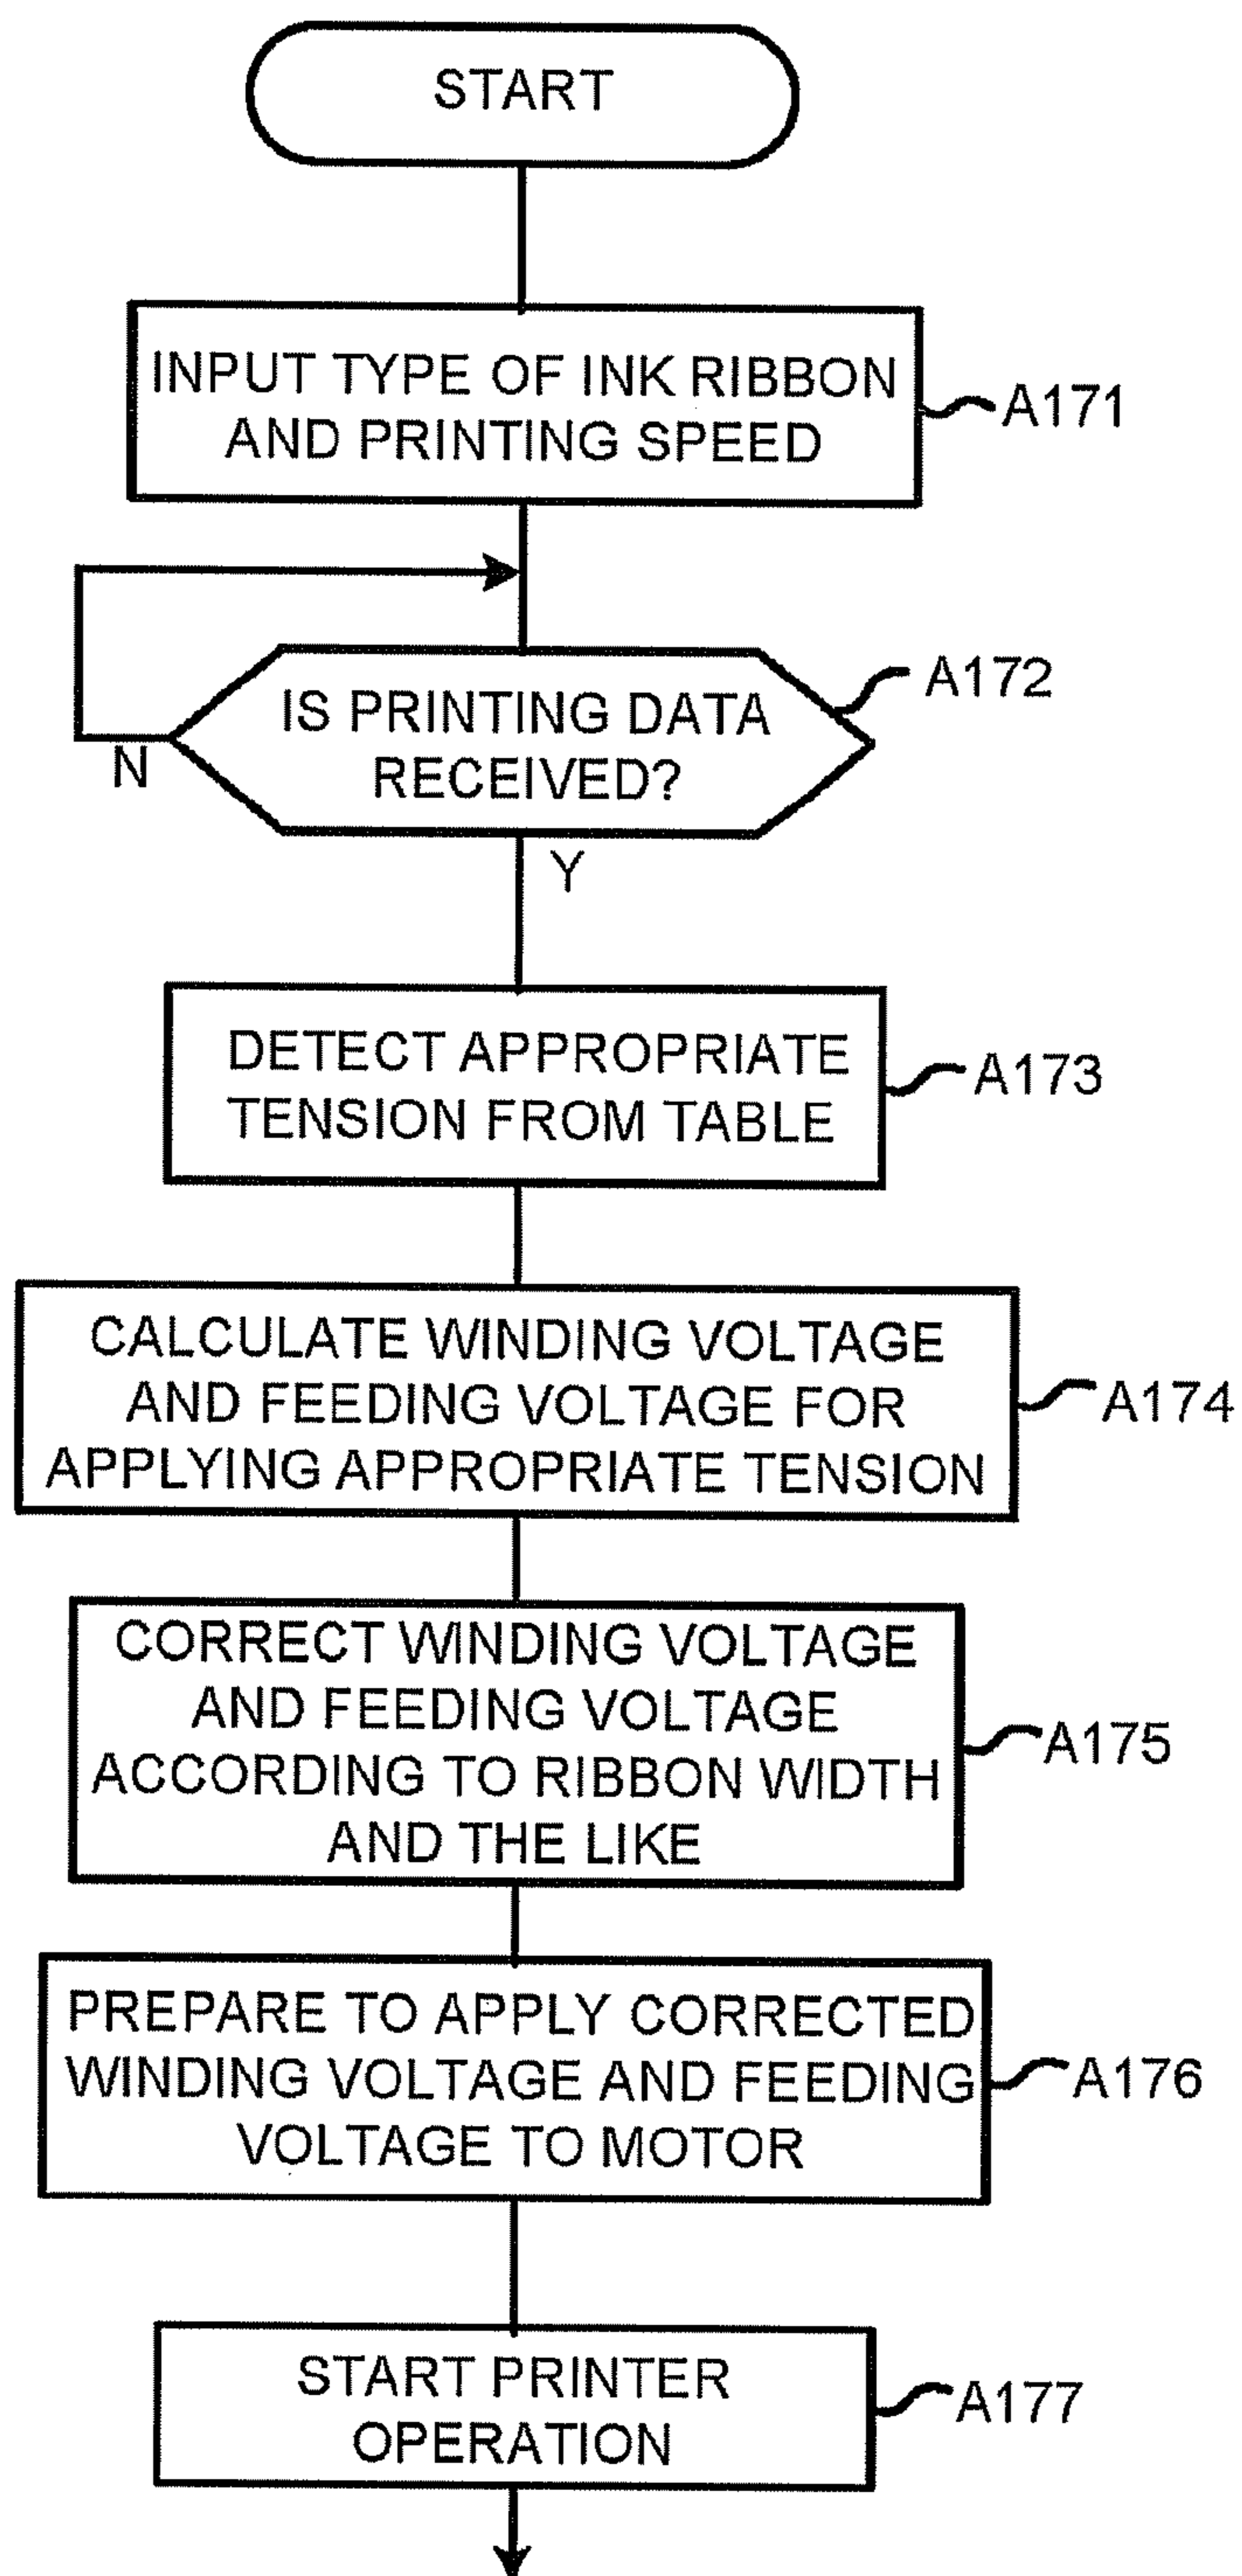 START
INPUT TYPE OF INK RIBBON
AND PRINTING SPEED
A171
IS PRINTING DATA
RECEIVED?
A172
N
Y
DETECT APPROPRIATE
TENSION FROM TABLE
A173
CALCULATE WINDING VOLTAGE
AND FEEDING VOLTAGE FOR
APPLYING APPROPRIATE TENSION
A174
CORRECT WINDING VOLTAGE
AND FEEDING VOLTAGE
ACCORDING TO RIBBON WIDTH
AND THE LIKE
A175
PREPARE TO APPLY CORRECTED
WINDING VOLTAGE AND FEEDING
VOLTAGE TO MOTOR
A176
START PRINTER
OPERATION
A177